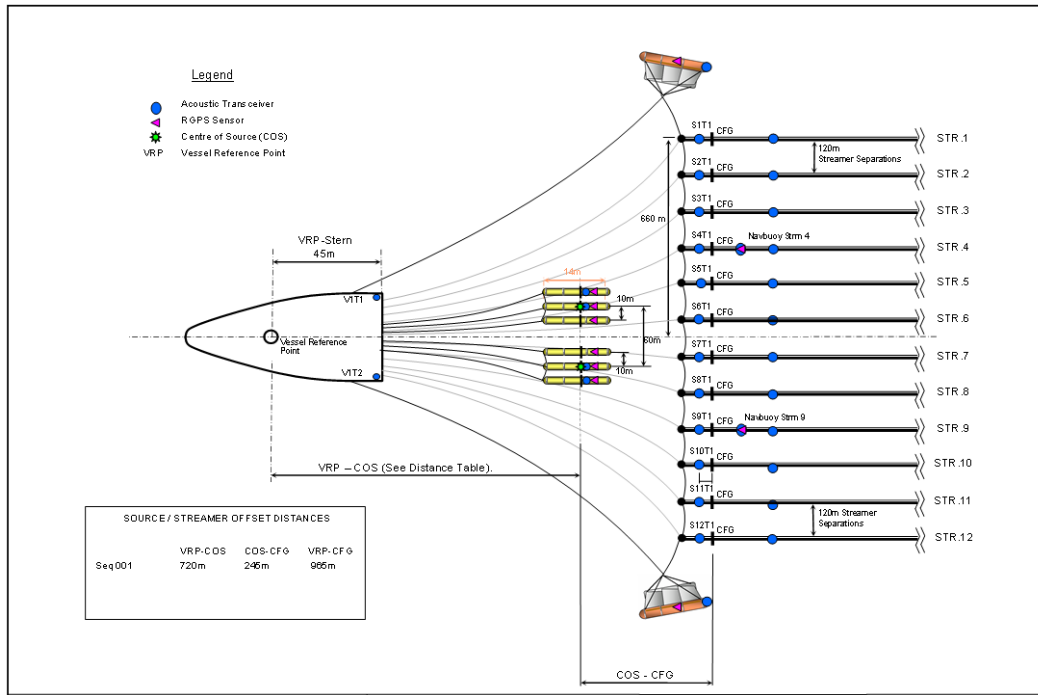 Legend
Acoustic Transceiver
RGPS Sensor
Centre of Source (COS)
VRP Vessel Reference Point
VRP-Stern
45m
V1T1
Vessel Reference
Point
V1T2
14m
10m
60m
10m
660 m
S1T1 CFG STR.1
120m
Streamer Separations
S2T1 CFG STR.2
S3T1 CFG STR.3
S4T1 CFG Navbuoy Strm 4 STR.4
S5T1 CFG STR.5
S6T1 CFG STR.6
S7T1 CFG STR.7
S8T1 CFG STR.8
S9T1 CFG Navbuoy Strm 9 STR.9
S10T1 CFG STR.10
S11T1 CFG STR.11
120m Streamer
Separations
S12T1 CFG STR.12
VRP – COS (See Distance Table).
SOURCE / STREAMER OFFSET DISTANCES
VRP-COS COS-CFG VRP-CFG
Seq001 720m 245m 965m
COS - CFG